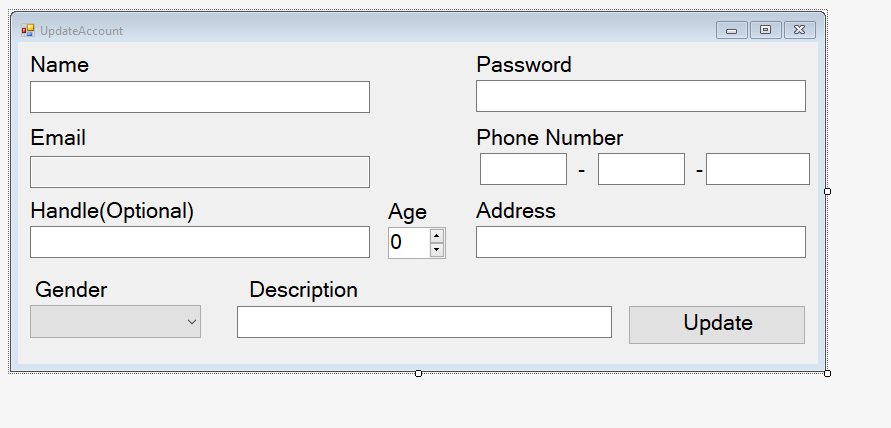 UpdateAccount
Name
Password
Email
Phone Number
- -
Handle(Optional)
Age
Address
0
Gender
Description
Update